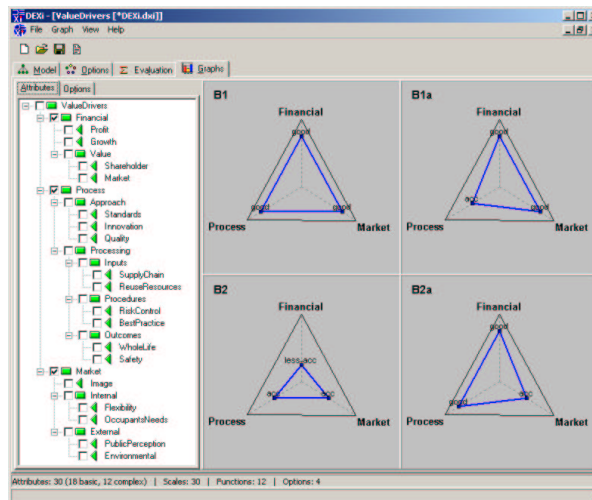 DEXi - [ValueDrivers [*DEXi.dxi]]
File Graph View Help
Model Options Evaluation Graphs
Attributes Options
ValueDrivers
Financial
Profit
Growth
Value
Shareholder
Market
Process
Approach
Standards
Innovation
Quality
Processing
Inputs
SupplyChain
ReuseResources
Procedures
RiskControl
BestPractice
Outcomes
WholeLife
Safety
Market
Image
Internal
Flexibility
OccupantsNeeds
External
PublicPerception
Environmental
B1
Financial
good
good good
Process Market
B1a
Financial
good
acc good
Process Market
B2
Financial
less-acc
acc acc
Process Market
B2a
Financial
good
good acc
Process Market
Attributes: 30 (18 basic, 12 complex) | Scales: 30 | Functions: 12 | Options: 4